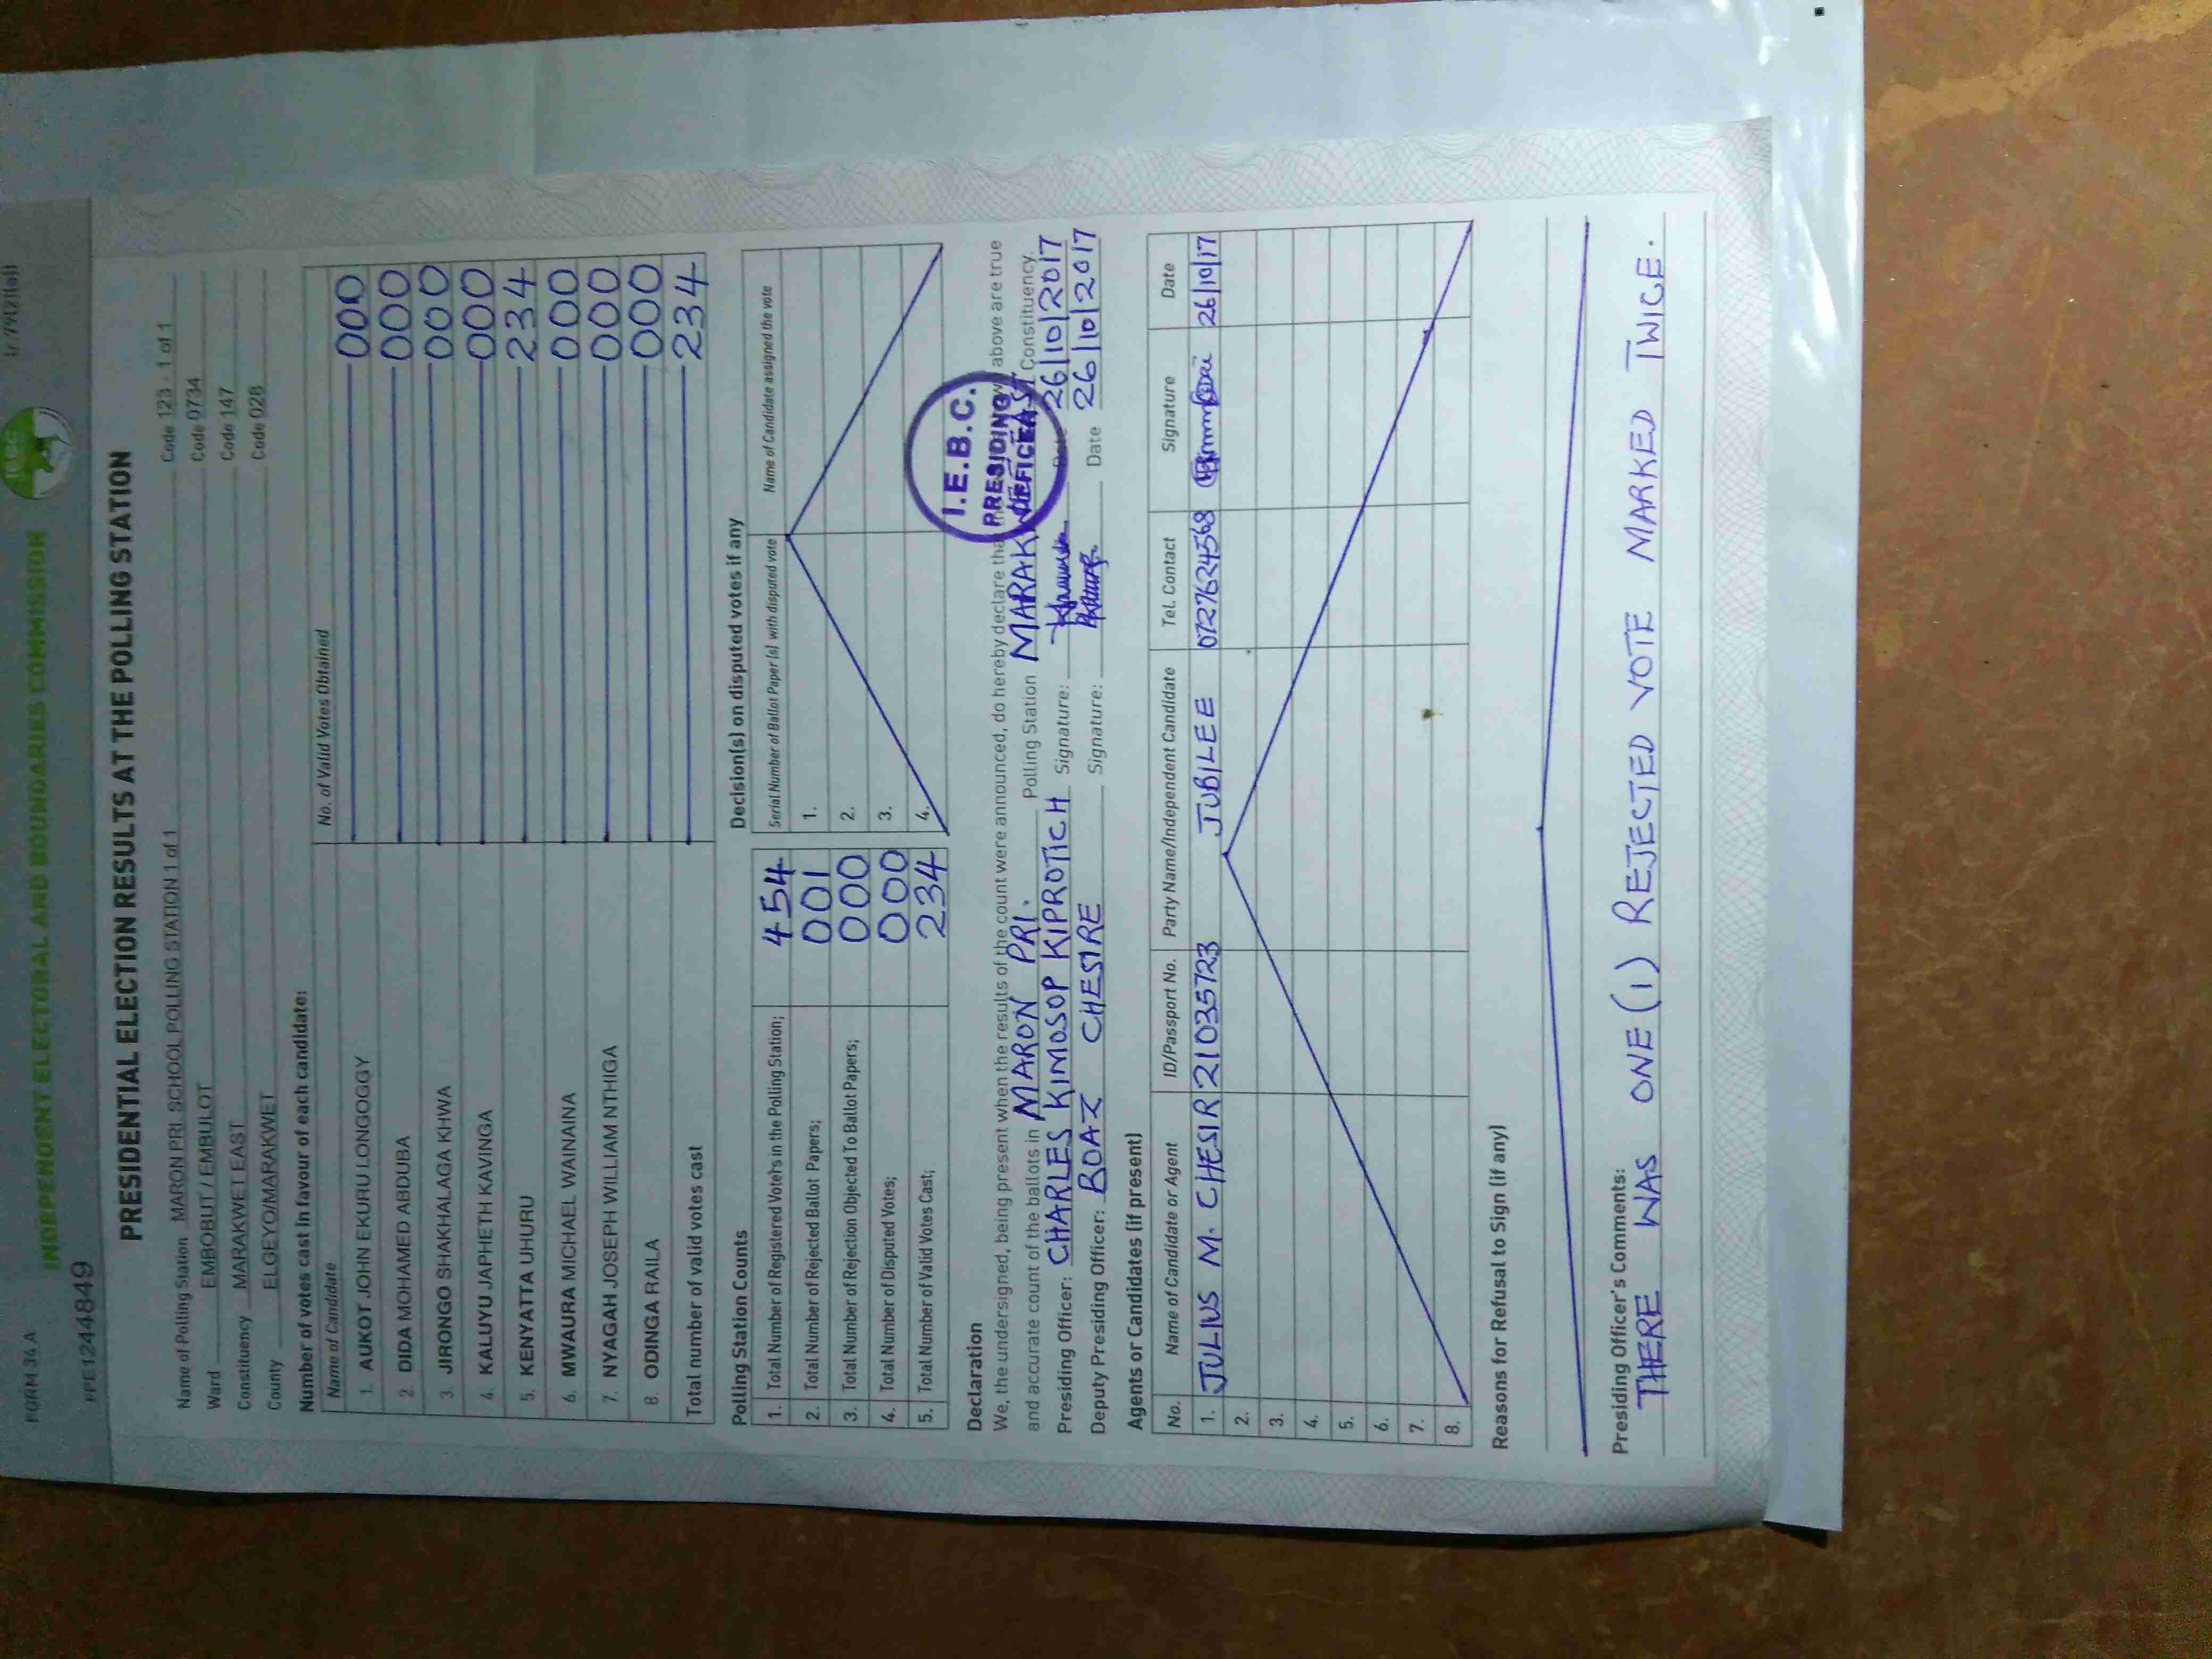 FORM 34 A
INDEPENDENT ELECTORAL AND BOUNDARIES COMMISSION
PRESIDENTIAL ELECTION RESULTS AT THE POLLING STATION
Name of Polling Station MARON PRI. SCHOOL POLLING STATION 1 of 1 Code 123 - 1 of 1
Ward EMBOBUT / EMBULOT Code 0734
Constituency MARAKWET EAST Code 147
County ELGEYO/MARAKWET Code 028
Number of votes cast in favour of each candidate:
Name of Candidate No. of Valid Votes Obtained
1. AUKOT JOHN EKURU LONGOGGY 000
2. DIDA MOHAMED ABDUBA 000
3. JIRONGO SHAKHALAGA KHWA 000
4. KALUYU JAPHETH KAVINGA 000
5. KENYATTA UHURU 234
6. MWAURA MICHAEL WAINAINA 000
7. NYAGAH JOSEPH WILLIAM NTHIGA 000
8. ODINGA RAILA 000
Total number of valid votes cast 234
Polling Station Counts
1. Total Number of Registered Voters in the Polling Station; 454
2. Total Number of Rejected Ballot Papers; 001
3. Total Number of Rejection Objected To Ballot Papers; 000
4. Total Number of Disputed Votes; 000
5. Total Number of Valid Votes Cast; 234
Decision(s) on disputed votes if any
Serial Number of Ballot Paper (s) with disputed vote Name of Candidate assigned the vote
1.
2.
3.
4.
I.E.B.C.
PRESIDING
OFFICER
Declaration
We, the undersigned, being present when the results of the count were announced, do hereby declare that above are true
and accurate count of the ballots in MARON PRI. Polling Station MARAKWET EAST Constituency.
Presiding Officer: CHARLES KIMOSOP KIPROTICH Signature: Date 26/10/2017
Deputy Presiding Officer: BOAZ CHESIRE Signature: Date 26/10/2017
Agents or Candidates (if present)
No. Name of Candidate or Agent ID/Passport No. Party Name/Independent Candidate Tel. Contact Signature Date
1. JULIUS M. CHESIR 21035723 JUBILEE 0727624568 26/10/17
2.
3.
4.
5.
6.
7.
8.
Reasons for Refusal to Sign (if any)
Presiding Officer's Comments:
THERE WAS ONE (1) REJECTED VOTE MARKED TWICE.